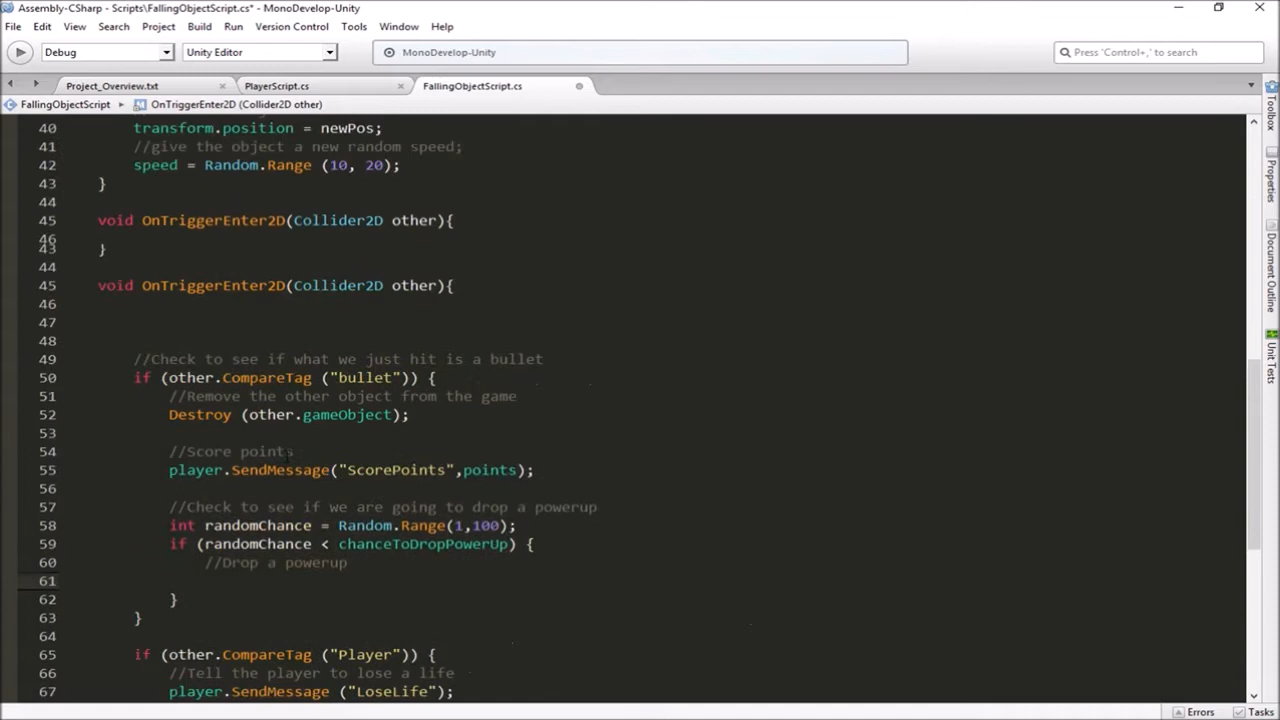 Assembly-CSharp - Scripts\FallingObjectScript.cs* - MonoDevelop-Unity
File Edit View Search Project Build Run Version Control Tools Window Help
Debug Unity Editor MonoDevelop-Unity Press 'Control+,' to search
Project_Overview.txt PlayerScript.cs FallingObjectScript.cs
FallingObjectScript OnTriggerEnter2D (Collider2D other)
40 transform.position = newPos;
41 //give the object a new random speed;
42 speed = Random.Range (10, 20);
43 }
44
45 void OnTriggerEnter2D(Collider2D other){
46
43 }
44
45 void OnTriggerEnter2D(Collider2D other){
46
47
48
49 //Check to see if what we just hit is a bullet
50 if (other.CompareTag ("bullet")) {
51 //Remove the other object from the game
52 Destroy (other.gameObject);
53
54 //Score points
55 player.SendMessage("ScorePoints",points);
56
57 //Check to see if we are going to drop a powerup
58 int randomChance = Random.Range(1,100);
59 if (randomChance < chanceToDropPowerUp) {
60 //Drop a powerup
61
62 }
63 }
64
65 if (other.CompareTag ("Player")) {
66 //Tell the player to lose a life
67 player.SendMessage ("LoseLife");
Toolbox
Properties
Document Outline
Unit Tests
Errors Tasks